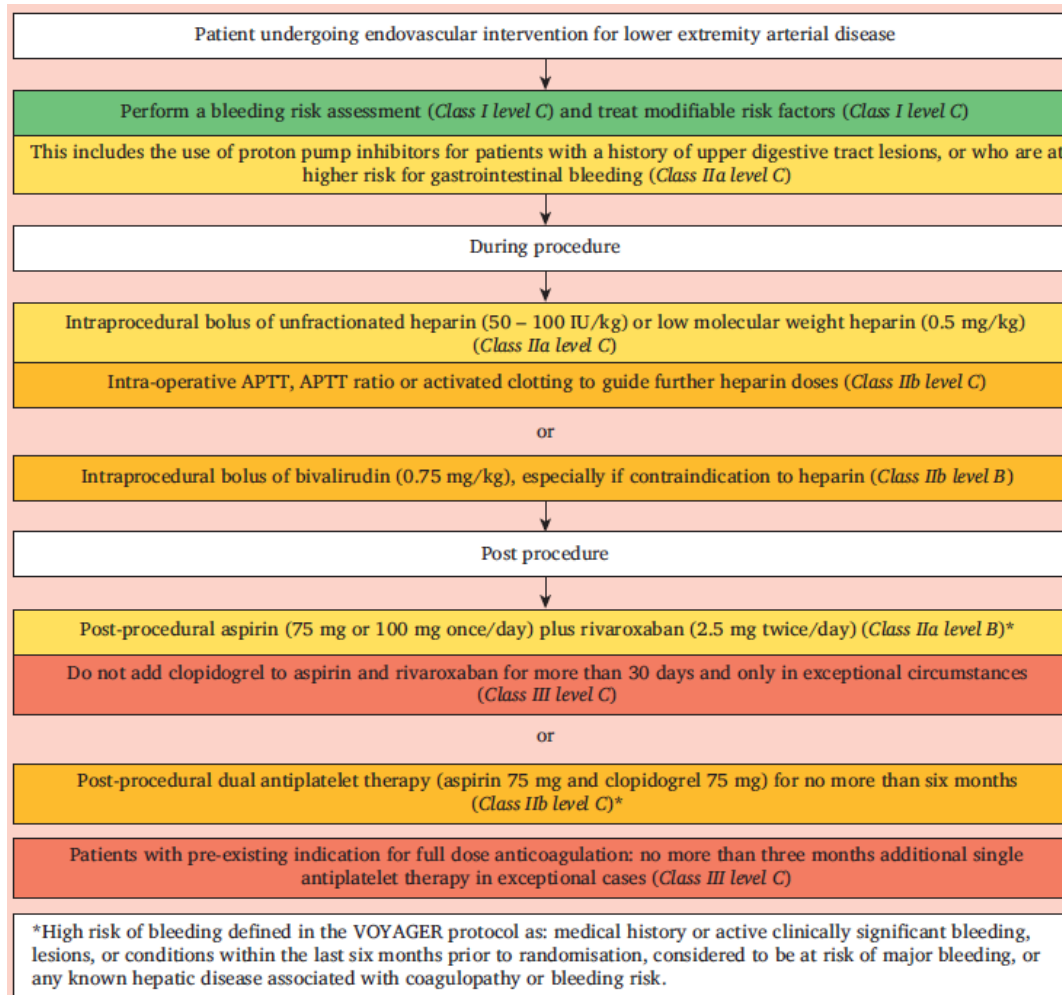 Patient undergoing endovascular intervention for lower extremity arterial disease
Perform a bleeding risk assessment (Class I level C) and treat modifiable risk factors (Class I level C)
This includes the use of proton pump inhibitors for patients with a history of upper digestive tract lesions, or who are at
higher risk for gastrointestinal bleeding (Class IIa level C)
During procedure
Intraprocedural bolus of unfractionated heparin (50 – 100 IU/kg) or low molecular weight heparin (0.5 mg/kg)
(Class IIa level C)
Intra-operative APTT, APTT ratio or activated clotting to guide further heparin doses (Class IIb level C)
or
Intraprocedural bolus of bivalirudin (0.75 mg/kg), especially if contraindication to heparin (Class IIb level B)
Post procedure
Post-procedural aspirin (75 mg or 100 mg once/day) plus rivaroxaban (2.5 mg twice/day) (Class IIa level B)*
Do not add clopidogrel to aspirin and rivaroxaban for more than 30 days and only in exceptional circumstances
(Class III level C)
or
Post-procedural dual antiplatelet therapy (aspirin 75 mg and clopidogrel 75 mg) for no more than six months
(Class IIb level C)*
Patients with pre-existing indication for full dose anticoagulation: no more than three months additional single
antiplatelet therapy in exceptional cases (Class III level C)
*High risk of bleeding defined in the VOYAGER protocol as: medical history or active clinically significant bleeding,
lesions, or conditions within the last six months prior to randomisation, considered to be at risk of major bleeding, or
any known hepatic disease associated with coagulopathy or bleeding risk.